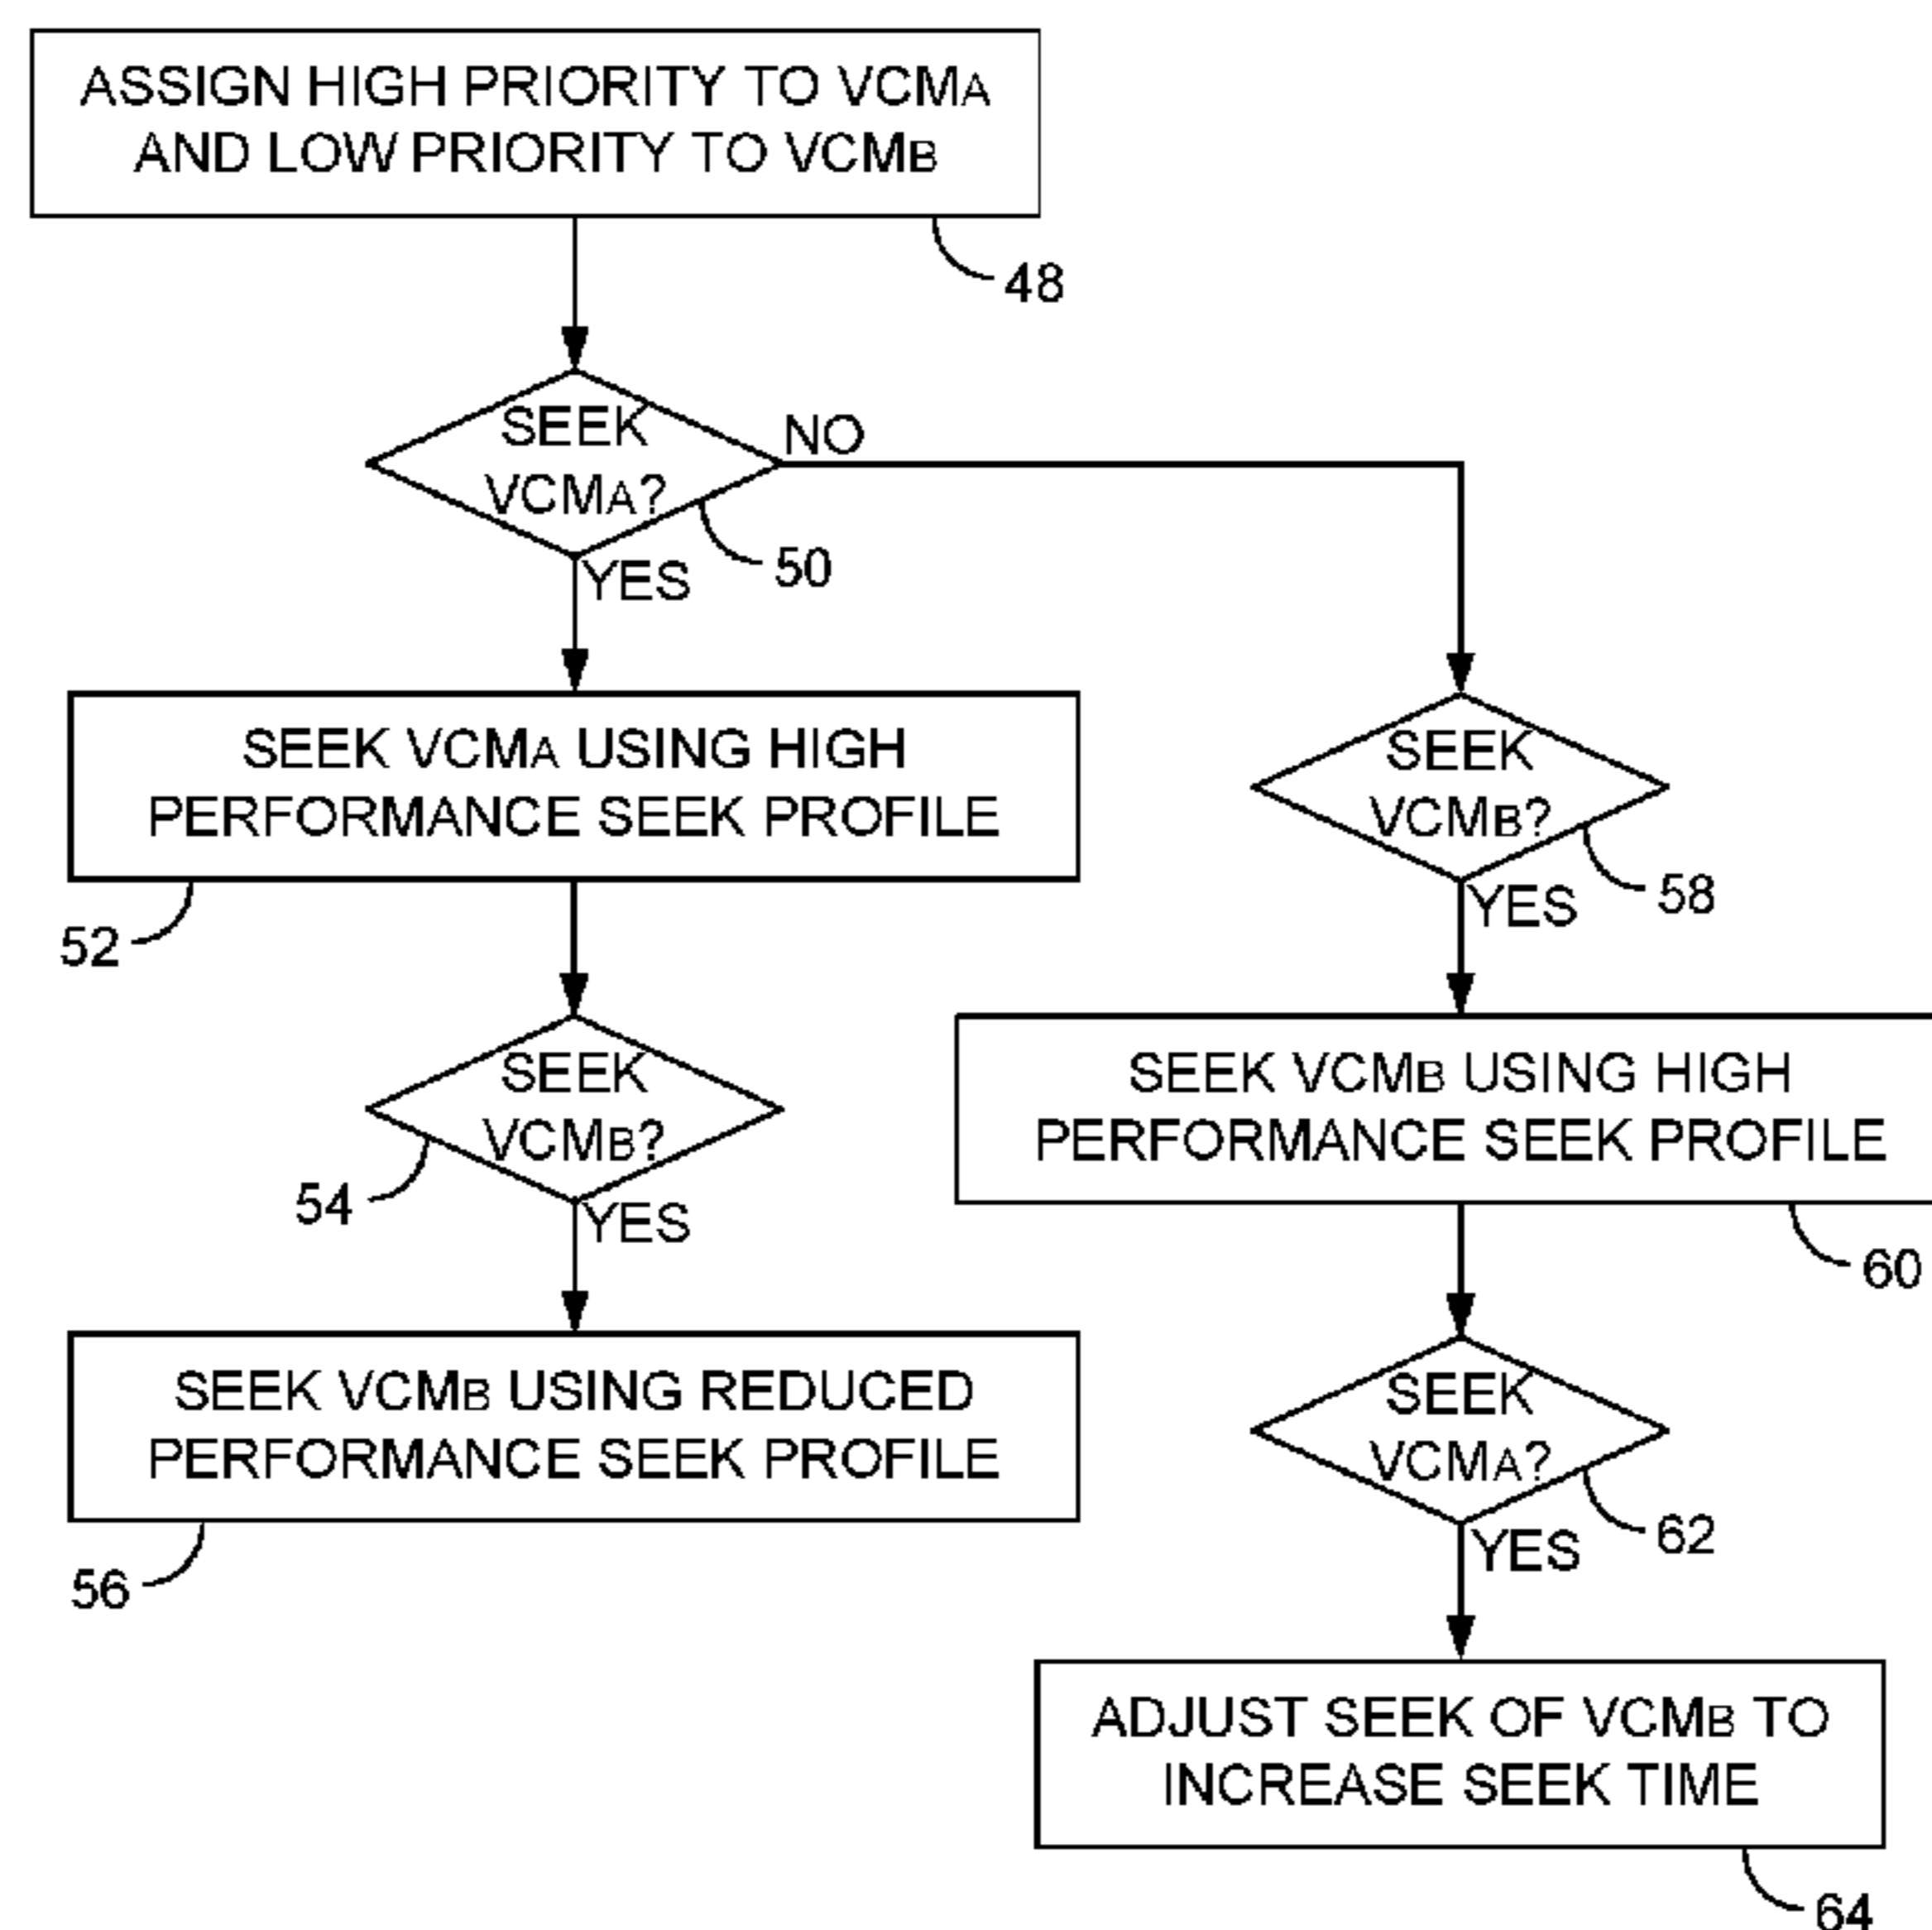 ASSIGN HIGH PRIORITY TO VCMA
AND LOW PRIORITY TO VCMB
48
SEEK
VCMA?
NO
50
YES
SEEK VCMA USING HIGH
PERFORMANCE SEEK PROFILE
52
SEEK
VCMB?
58
YES
SEEK
VCMB?
54
YES
SEEK VCMB USING HIGH
PERFORMANCE SEEK PROFILE
60
SEEK VCMB USING REDUCED
PERFORMANCE SEEK PROFILE
56
SEEK
VCMA?
62
YES
ADJUST SEEK OF VCMB TO
INCREASE SEEK TIME
64